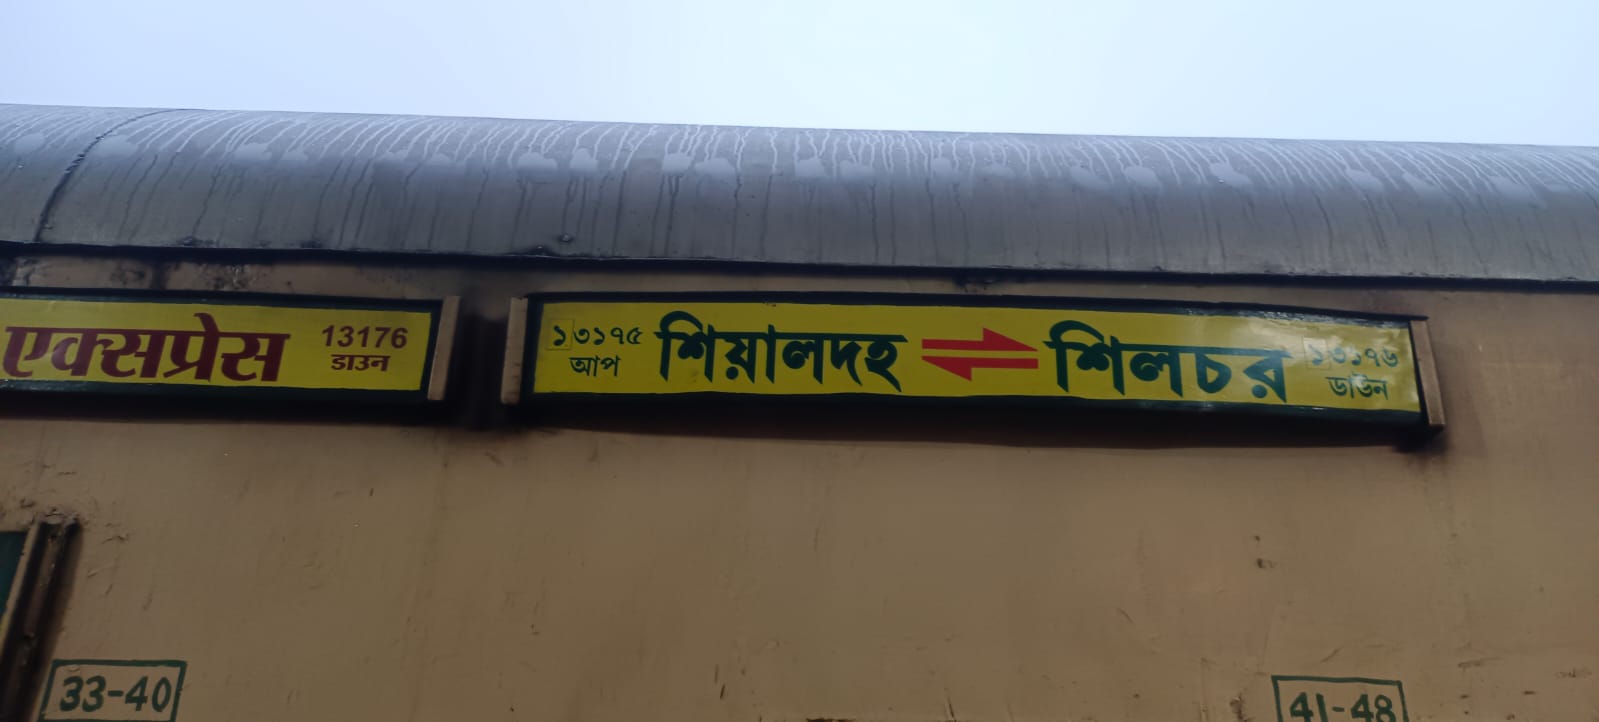 एक्सप्रेस
13176
डाउन
১৩১৭৫
আপ
শিয়ালদহ
শিলচর
১৩১৭৬
ডাউন
33-40
41-48